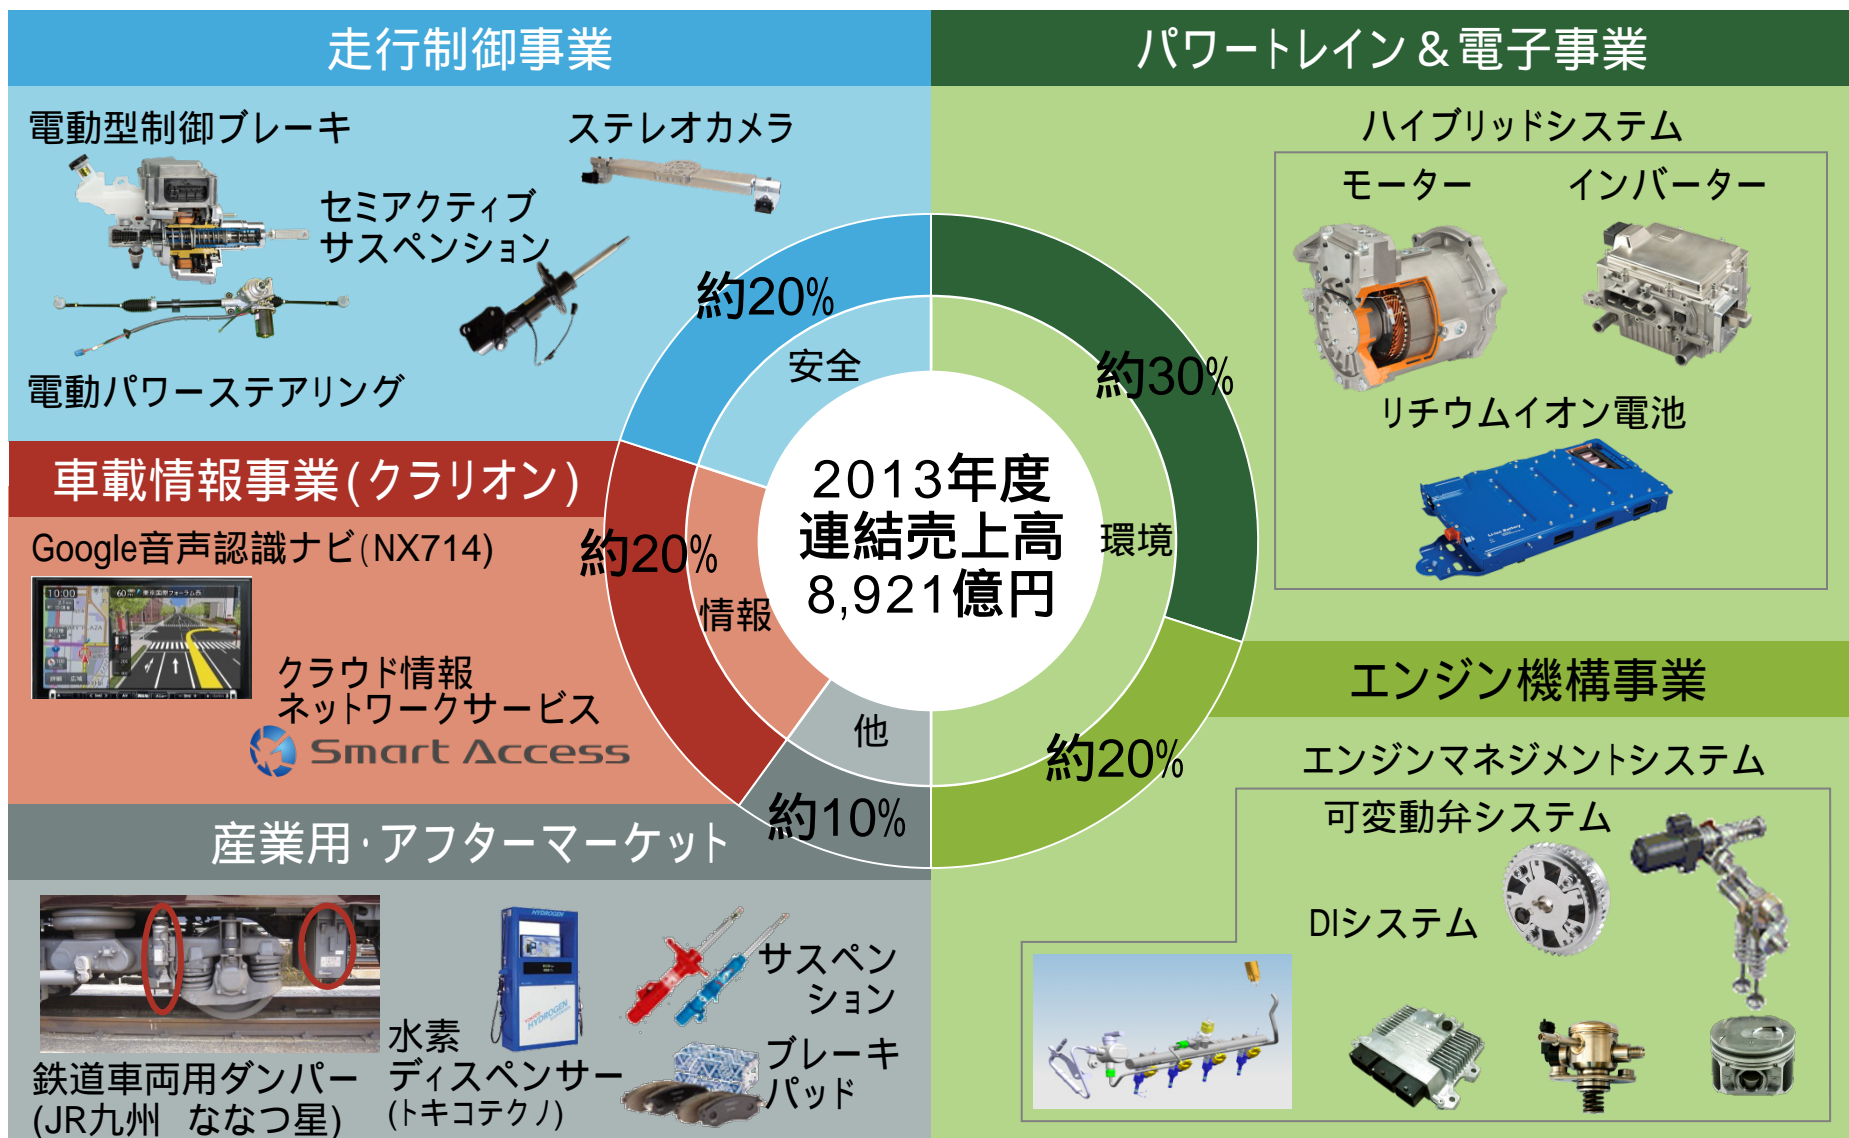 走行制御事業
電動型制御ブレーキ
ステレオカメラ
セミアクティブ
サスペンション
電動パワーステアリング
パワートレイン＆電子事業
ハイブリッドシステム
モーター
インバーター
リチウムイオン電池
Li-ion Battery
約20%
安全
約30%
環境
2013年度
連結売上高
8,921億円
車載情報事業(クラリオン)
Google音声認識ナビ(NX714)
10:00
クラウド情報
ネットワークサービス
Smart Access
約20%
情報
他
約10%
約20%
エンジン機構事業
エンジンマネジメントシステム
可変動弁システム
DIシステム
産業用・アフターマーケット
鉄道車両用ダンパー
(JR九州　ななつ星)
HYDROGEN
HYDROGEN
水素
ディスペンサー
(トキコテクノ)
サスペン
ション
ブレーキ
パッド